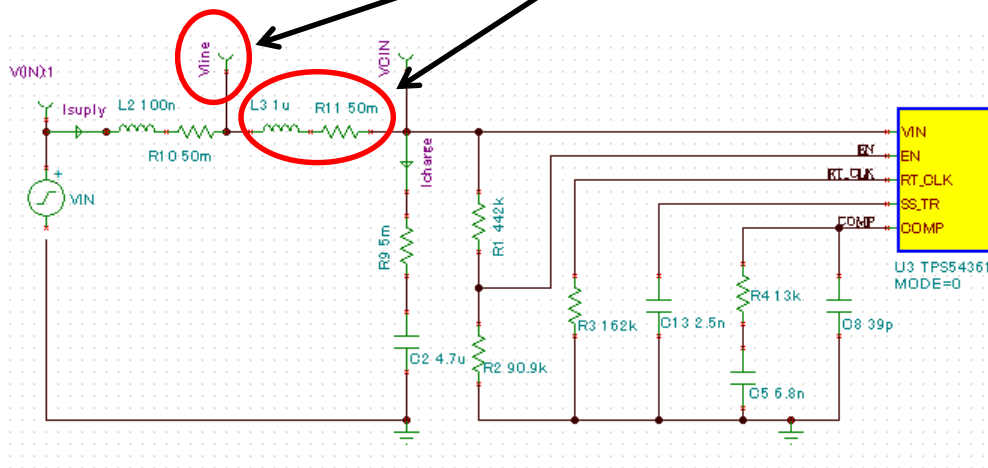 V(IN):1
Isuply
L2 100n
R10 50m
Vline
L3 1u
R11 50m
VCIN
VIN
Icharge
R9 5m
C2 4.7u
R1 442k
R2 90.9k
EN
RT_CLK
COMP
R3 162k
C13 2.5n
R4 13k
C5 6.8n
C8 39p
VIN
EN
RT_CLK
SS_TR
COMP
U3 TPS54361
MODE=0